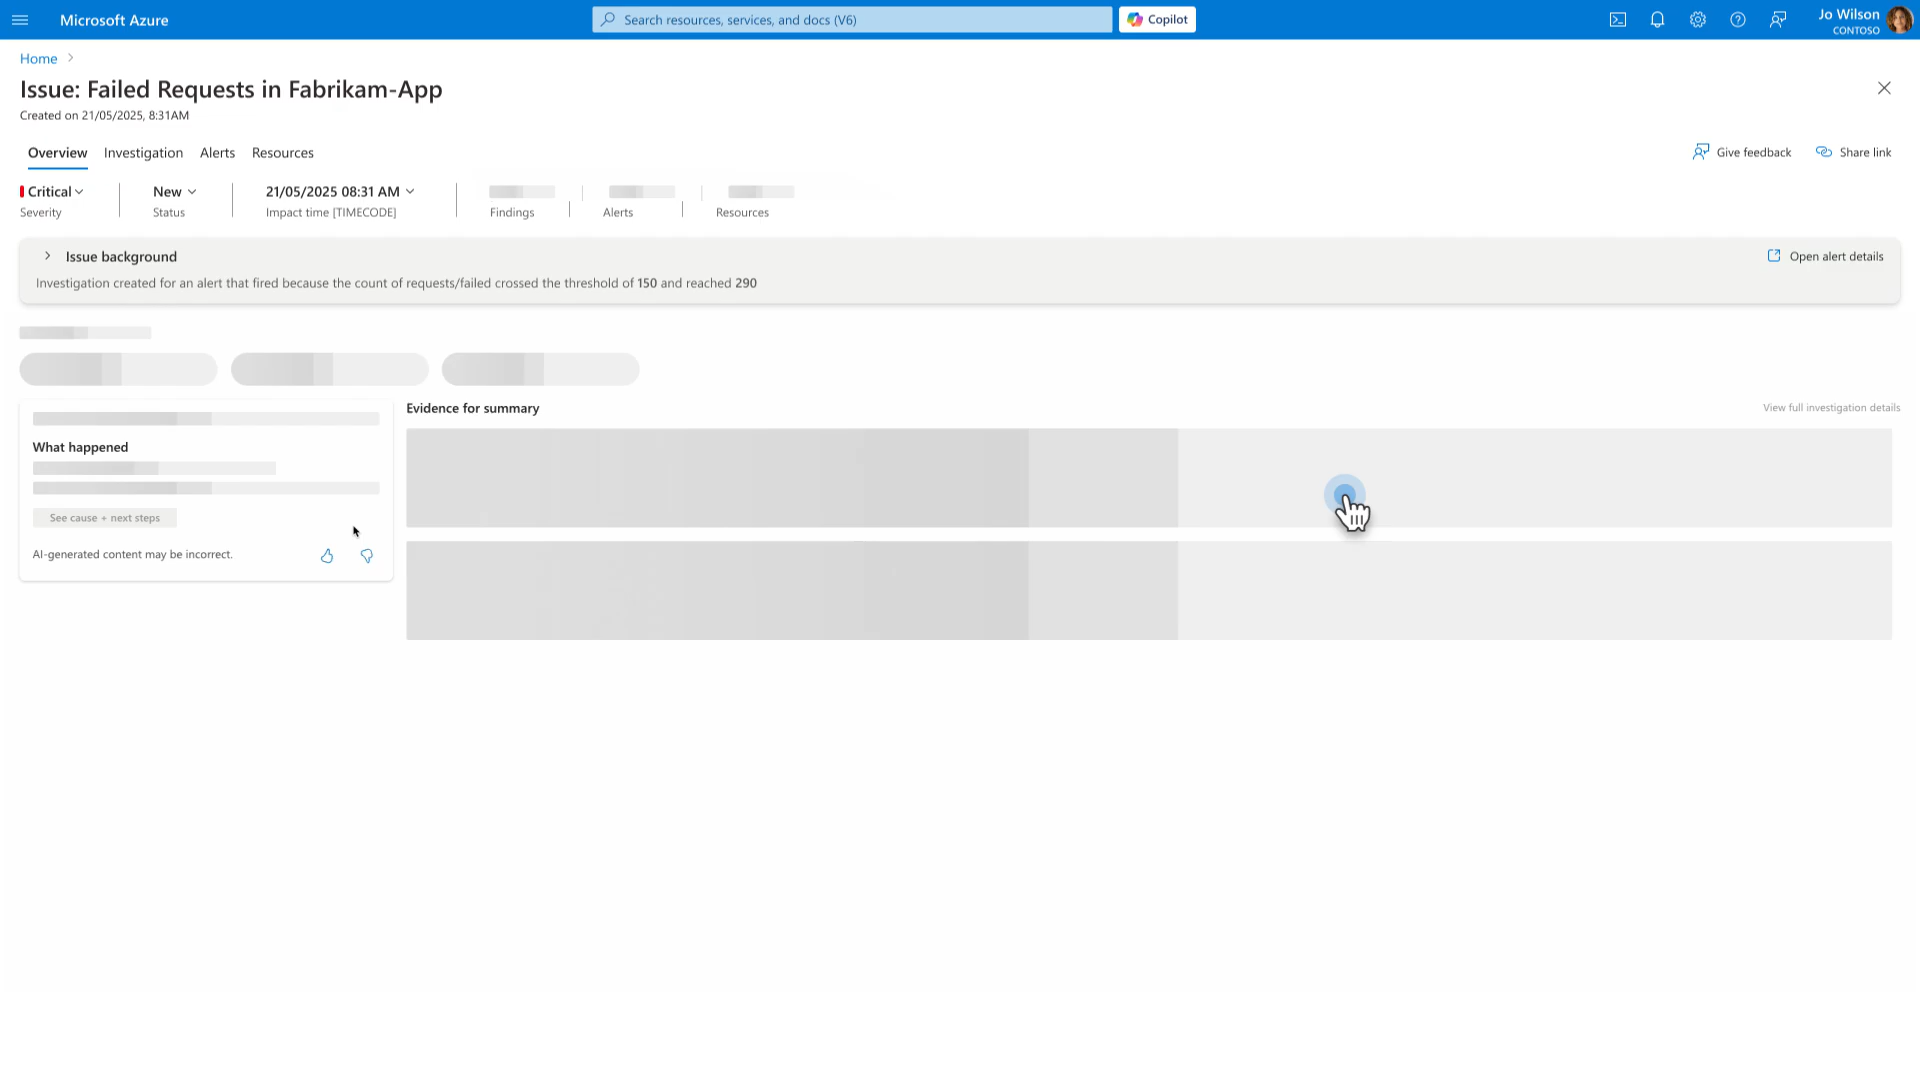 Microsoft Azure
Search resources, services, and docs (V6)
Copilot
Jo Wilson
CONTOSO
Home
Issue: Failed Requests in Fabrikam-App
Created on 21/05/2025, 8:31AM
Overview Investigation Alerts Resources
Give feedback
Share link
Critical
Severity
New
Status
21/05/2025 08:31 AM
Impact time [TIMECODE]
Findings
Alerts
Resources
Issue background
Open alert details
Investigation created for an alert that fired because the count of requests/failed crossed the threshold of 150 and reached 290
What happened
See cause + next steps
AI-generated content may be incorrect.
Evidence for summary
View full investigation details